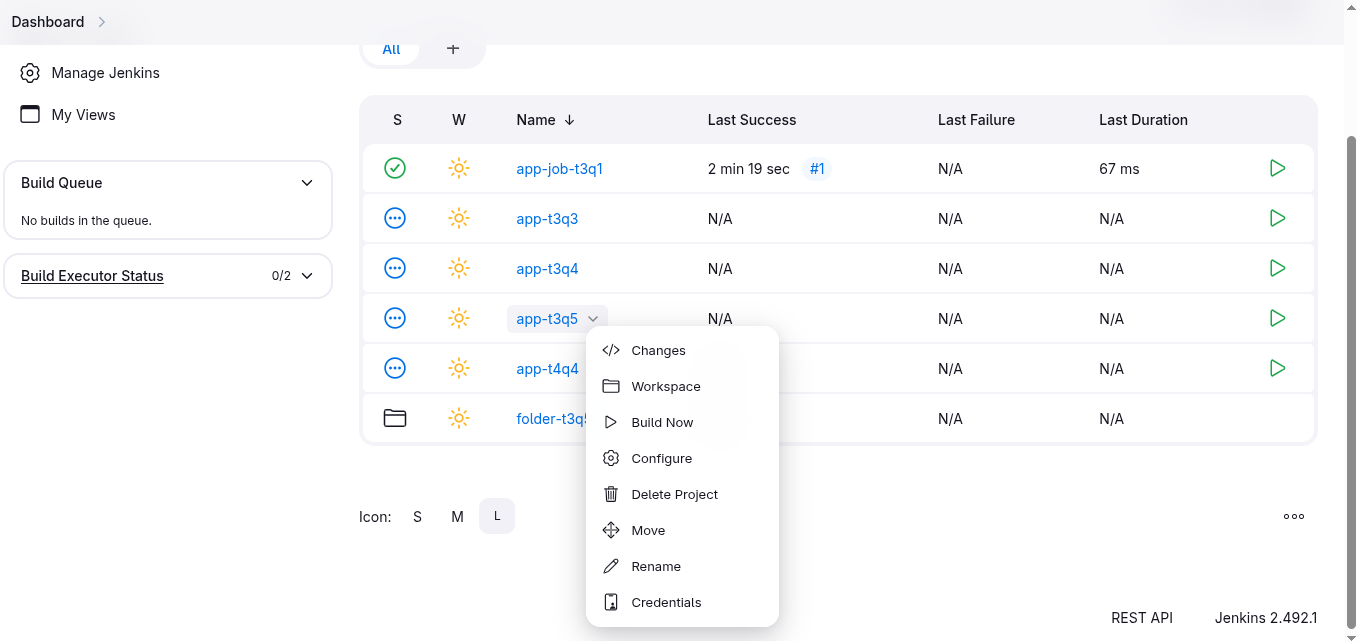 Dashboard
All
Manage Jenkins
My Views
S W Name Last Success Last Failure Last Duration
app-job-t3q1 2 min 19 sec #1 N/A 67 ms
Build Queue
No builds in the queue.
app-t3q3 N/A N/A N/A
app-t3q4 N/A N/A N/A
Build Executor Status 0/2
app-t3q5 N/A N/A N/A
app-t4q4 N/A N/A
folder-t3q5 N/A N/A
Changes
Workspace
Build Now
Configure
Delete Project
Move
Rename
Credentials
Icon: S M L
REST API Jenkins 2.492.1